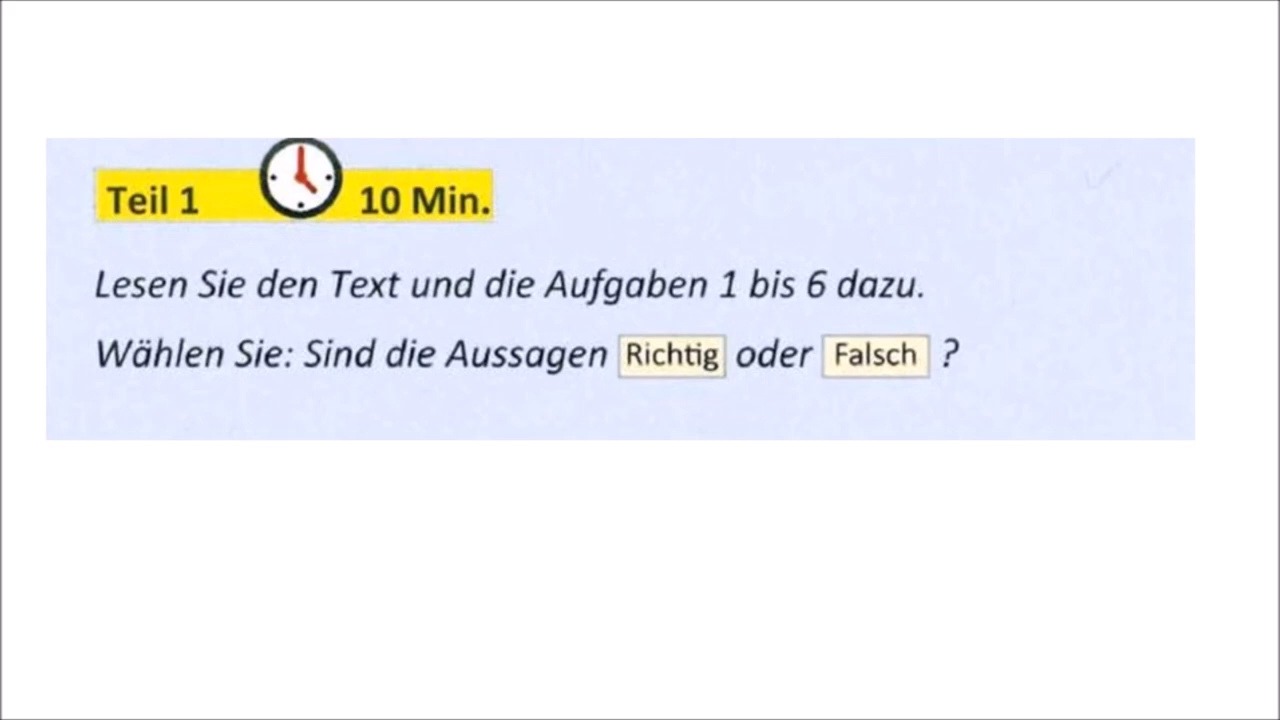 Teil 1 10 Min.
Lesen Sie den Text und die Aufgaben 1 bis 6 dazu.
Wählen Sie: Sind die Aussagen Richtig oder Falsch ?